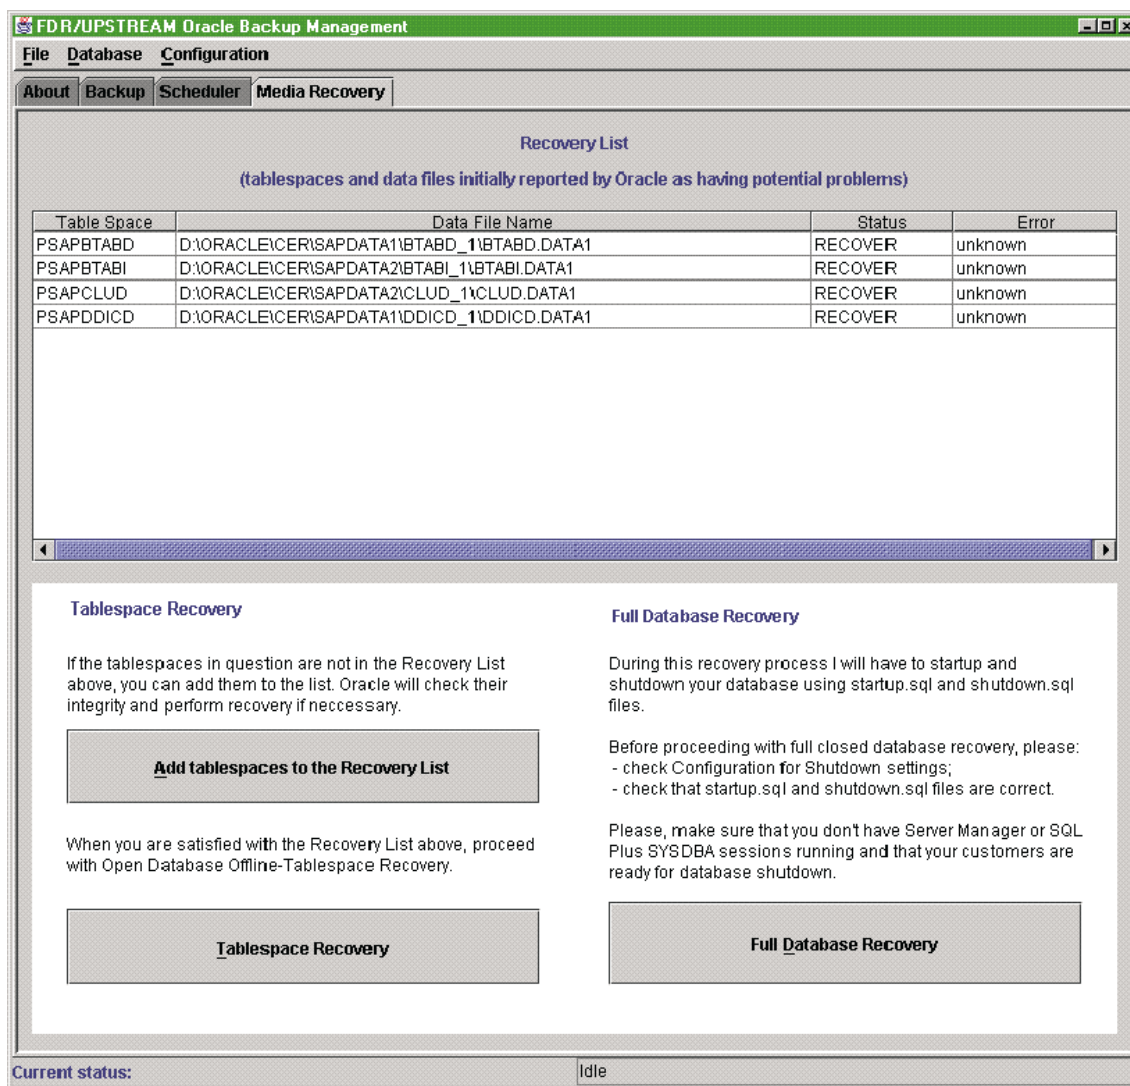 FDR/UPSTREAM Oracle Backup Management
File Database Configuration
About Backup Scheduler Media Recovery
Recovery List
(tablespaces and data files initially reported by Oracle as having potential problems)
Table Space Data File Name Status Error
PSAPBTABD D:\ORACLE\CER\SAPDATA1\BTABD_1\BTABD.DATA1 RECOVER unknown
PSAPBTABI D:\ORACLE\CER\SAPDATA2\BTABI_1\BTABI.DATA1 RECOVER unknown
PSAPCLUD D:\ORACLE\CER\SAPDATA2\CLUD_1\CLUD.DATA1 RECOVER unknown
PSAPDDICD D:\ORACLE\CER\SAPDATA1\DDICD_1\DDICD.DATA1 RECOVER unknown
Tablespace Recovery
If the tablespaces in question are not in the Recovery List
above, you can add them to the list. Oracle will check their
integrity and perform recovery if neccessary.
Add tablespaces to the Recovery List
When you are satisfied with the Recovery List above, proceed
with Open Database Offline-Tablespace Recovery.
Tablespace Recovery
Full Database Recovery
During this recovery process I will have to startup and
shutdown your database using startup.sql and shutdown.sql
files.
Before proceeding with full closed database recovery, please:
- check Configuration for Shutdown settings;
- check that startup.sql and shutdown.sql files are correct.
Please, make sure that you don't have Server Manager or SQL
Plus SYSDBA sessions running and that your customers are
ready for database shutdown.
Full Database Recovery
Current status: Idle